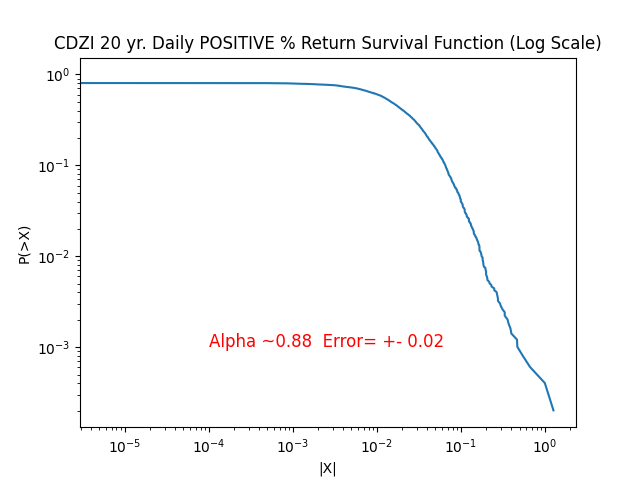 CDZI 20 yr. Daily POSITIVE % Return Survival Function (Log Scale)
10⁰
10⁻¹
P(>X)
10⁻²
Alpha ~0.88  Error= +- 0.02
10⁻³
10⁻⁵ 10⁻⁴ 10⁻³ 10⁻² 10⁻¹ 10⁰
|X|